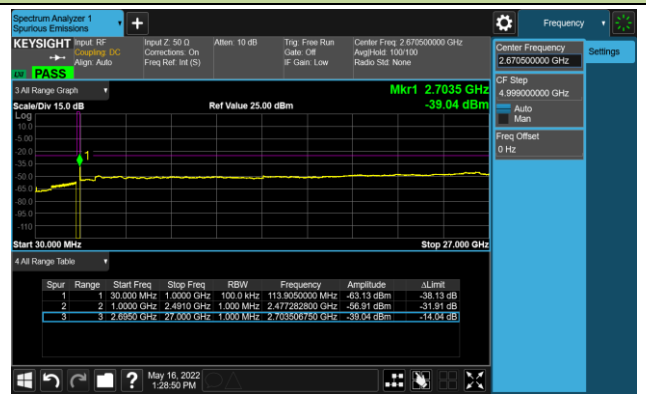 Spectrum Analyzer 1
Spurious Emissions
Frequency
KEYSIGHT
Input: RF
Coupling: DC
Align: Auto
Input Z: 50 Ω
Corrections: On
Freq Ref: Int (S)
Atten: 10 dB
Trig: Free Run
Gate: Off
IF Gain: Low
Center Freq: 2.670500000 GHz
Avg|Hold: 100/100
Radio Std: None
PASS
Center Frequency
2.670500000 GHz
Settings
CF Step
4.999000000 GHz
Auto
Man
Freq Offset
0 Hz
3 All Range Graph
Mkr1 2.7035 GHz
Scale/Div 15.0 dB
Ref Value 25.00 dBm
-39.04 dBm
Log
10.0
-5.00
-20.0
-35.0
-50.0
-65.0
-80.0
-95.0
-110
1
Start 30.000 MHz
Stop 27.000 GHz
4 All Range Table
Spur Range Start Freq Stop Freq RBW Frequency Amplitude ΔLimit
1 1 30.000 MHz 1.0000 GHz 100.0 kHz 113.9050000 MHz -63.13 dBm -38.13 dB
2 2 1.0000 GHz 2.4910 GHz 1.000 MHz 2.477282800 GHz -56.91 dBm -31.91 dB
3 3 2.6950 GHz 27.000 GHz 1.000 MHz 2.703506750 GHz -39.04 dBm -14.04 dB
?
May 16, 2022
1:28:50 PM